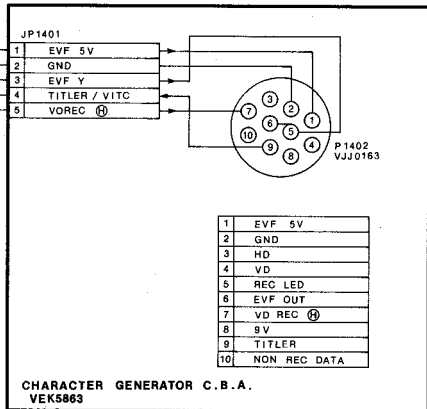 JP1401
1 EVF 5V
2 GND
3 EVF Y
4 TITLER / VITC
5 VOREC Ⓗ
3
2
1
7
6
5
10
9
4
8
P1402
VJJ0163
1 EVF 5V
2 GND
3 HD
4 VD
5 REC LED
6 EVF OUT
7 VD REC Ⓗ
8 9V
9 TITLER
10 NON REC DATA
CHARACTER GENERATOR C.B.A.
VEK5863